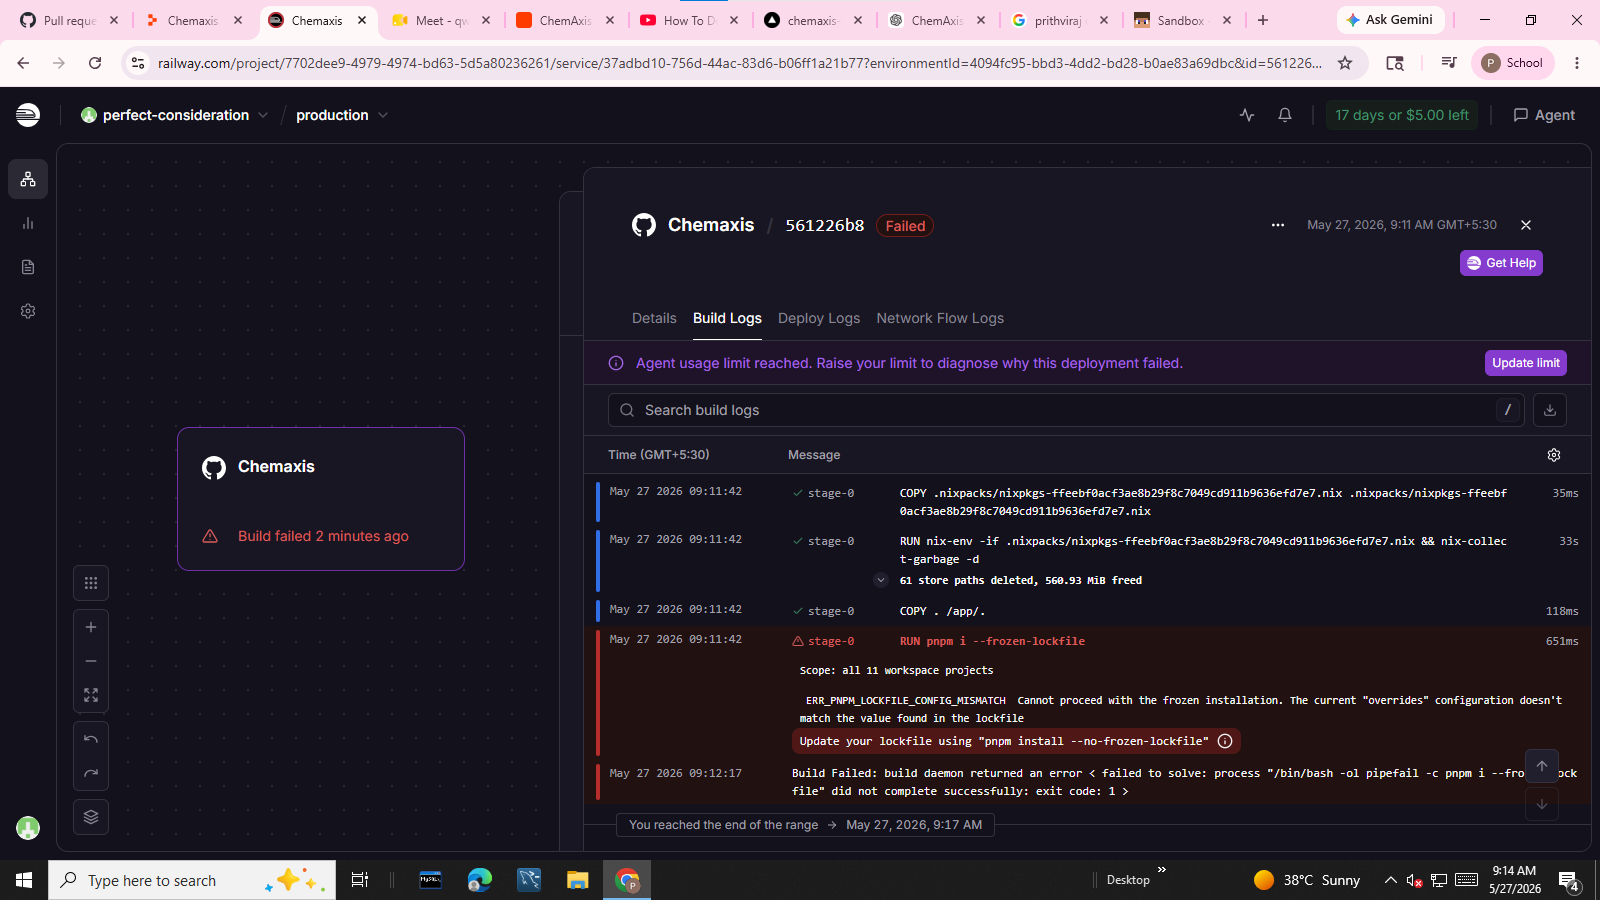 Pull reque
Chemaxis
Chemaxis
Meet - qw
ChemAxis
How To D
chemaxis-
ChemAxis
prithviraj
Sandbox
Ask Gemini
railway.com/project/7702dee9-4979-4974-bd63-5d5a80236261/service/37adbd10-756d-44ac-83d6-b06ff1a21b77?environmentId=4094fc95-bbd3-4dd2-bd28-b0ae83a69dbc&id=561226...
P School
perfect-consideration / production
17 days or $5.00 left
Agent
Chemaxis / 561226b8 Failed
May 27, 2026, 9:11 AM GMT+5:30
Get Help
Details Build Logs Deploy Logs Network Flow Logs
Agent usage limit reached. Raise your limit to diagnose why this deployment failed.
Update limit
Search build logs
/
Time (GMT+5:30) Message
May 27 2026 09:11:42 stage-0 COPY .nixpacks/nixpkgs-ffeebf0acf3ae8b29f8c7049cd911b9636efd7e7.nix .nixpacks/nixpkgs-ffeebf 35ms
0acf3ae8b29f8c7049cd911b9636efd7e7.nix
May 27 2026 09:11:42 stage-0 RUN nix-env -if .nixpacks/nixpkgs-ffeebf0acf3ae8b29f8c7049cd911b9636efd7e7.nix && nix-collec 33s
t-garbage -d
61 store paths deleted, 560.93 MiB freed
May 27 2026 09:11:42 stage-0 COPY . /app/. 118ms
May 27 2026 09:11:42 stage-0 RUN pnpm i --frozen-lockfile 651ms
Scope: all 11 workspace projects
ERR_PNPM_LOCKFILE_CONFIG_MISMATCH Cannot proceed with the frozen installation. The current "overrides" configuration doesn't
match the value found in the lockfile
Update your lockfile using "pnpm install --no-frozen-lockfile"
May 27 2026 09:12:17 Build Failed: build daemon returned an error < failed to solve: process "/bin/bash -ol pipefail -c pnpm i --fro ock
file" did not complete successfully: exit code: 1 >
You reached the end of the range → May 27, 2026, 9:17 AM
Chemaxis
Build failed 2 minutes ago
Type here to search
Desktop
38°C Sunny
9:14 AM
5/27/2026
4